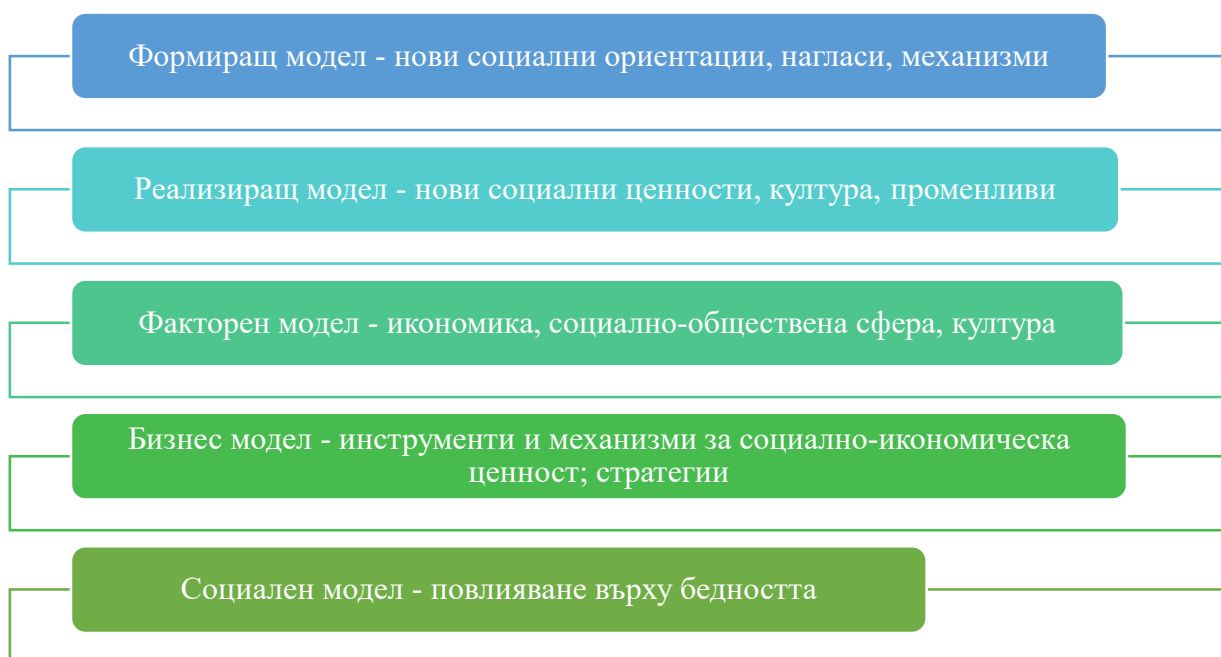 Формиращ модел - нови социални ориентации, нагласи, механизми
Реализиращ модел - нови социални ценности, култура, променливи
Факторен модел - икономика, социално-обществена сфера, култура
Бизнес модел - инструменти и механизми за социално-икономическа
ценност; стратегии
Социален модел - повлияване върху бедността